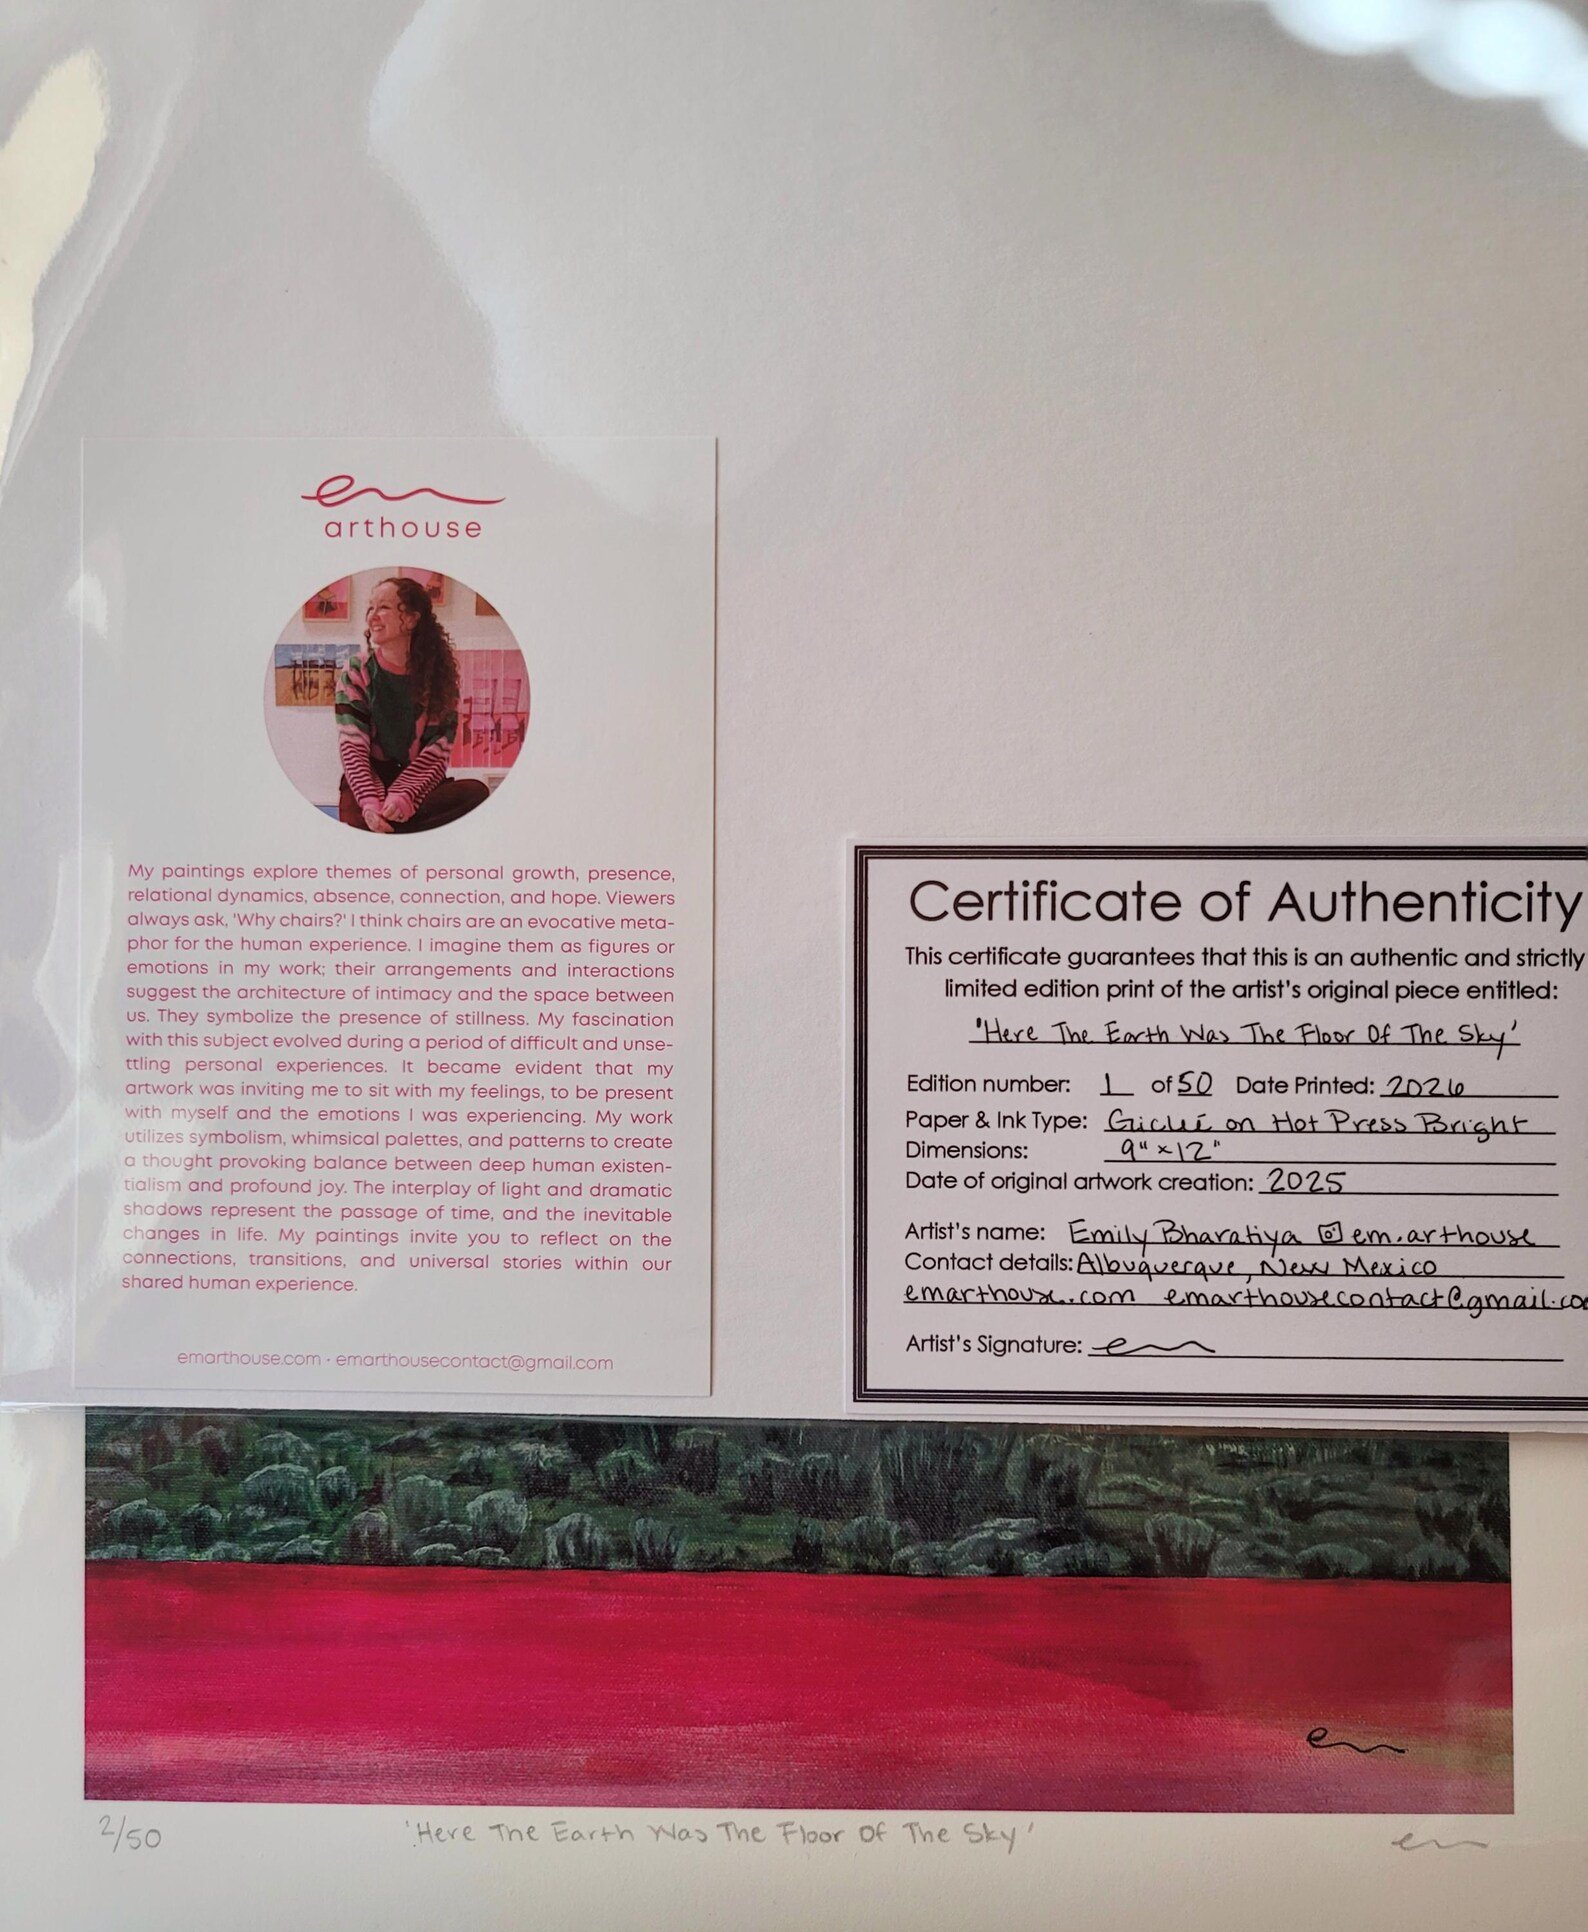 em
arthouse
My paintings explore themes of personal growth, presence,
relational dynamics, absence, connection, and hope. Viewers
always ask, 'Why chairs?' I think chairs are an evocative meta-
phor for the human experience. I imagine them as figures or
emotions in my work; their arrangements and interactions
suggest the architecture of intimacy and the space between
us. They symbolize the presence of stillness. My fascination
with this subject evolved during a period of difficult and unse-
ttling personal experiences. It became evident that my
artwork was inviting me to sit with my feelings, to be present
with myself and the emotions I was experiencing. My work
utilizes symbolism, whimsical palettes, and patterns to create
a thought provoking balance between deep human existen-
tialism and profound joy. The interplay of light and dramatic
shadows represent the passage of time, and the inevitable
changes in life. My paintings invite you to reflect on the
connections, transitions, and universal stories within our
shared human experience.
emarthouse.com • emarthousecontact@gmail.com
Certificate of Authenticity
This certificate guarantees that this is an authentic and strictly
limited edition print of the artist's original piece entitled:
'Here The Earth Was The Floor Of The Sky'
Edition number: 1 of 50 Date Printed: 2026
Paper & Ink Type: Gicleé on Hot Press Bright
Dimensions: 9" x 12"
Date of original artwork creation: 2025
Artist's name: Emily Bharatiya @em.arthouse
Contact details: Albuquerque, New Mexico
emarthouse.com emarthousecontact@gmail.co
Artist's Signature: em
em
2/50 'Here The Earth Was The Floor Of The Sky' em